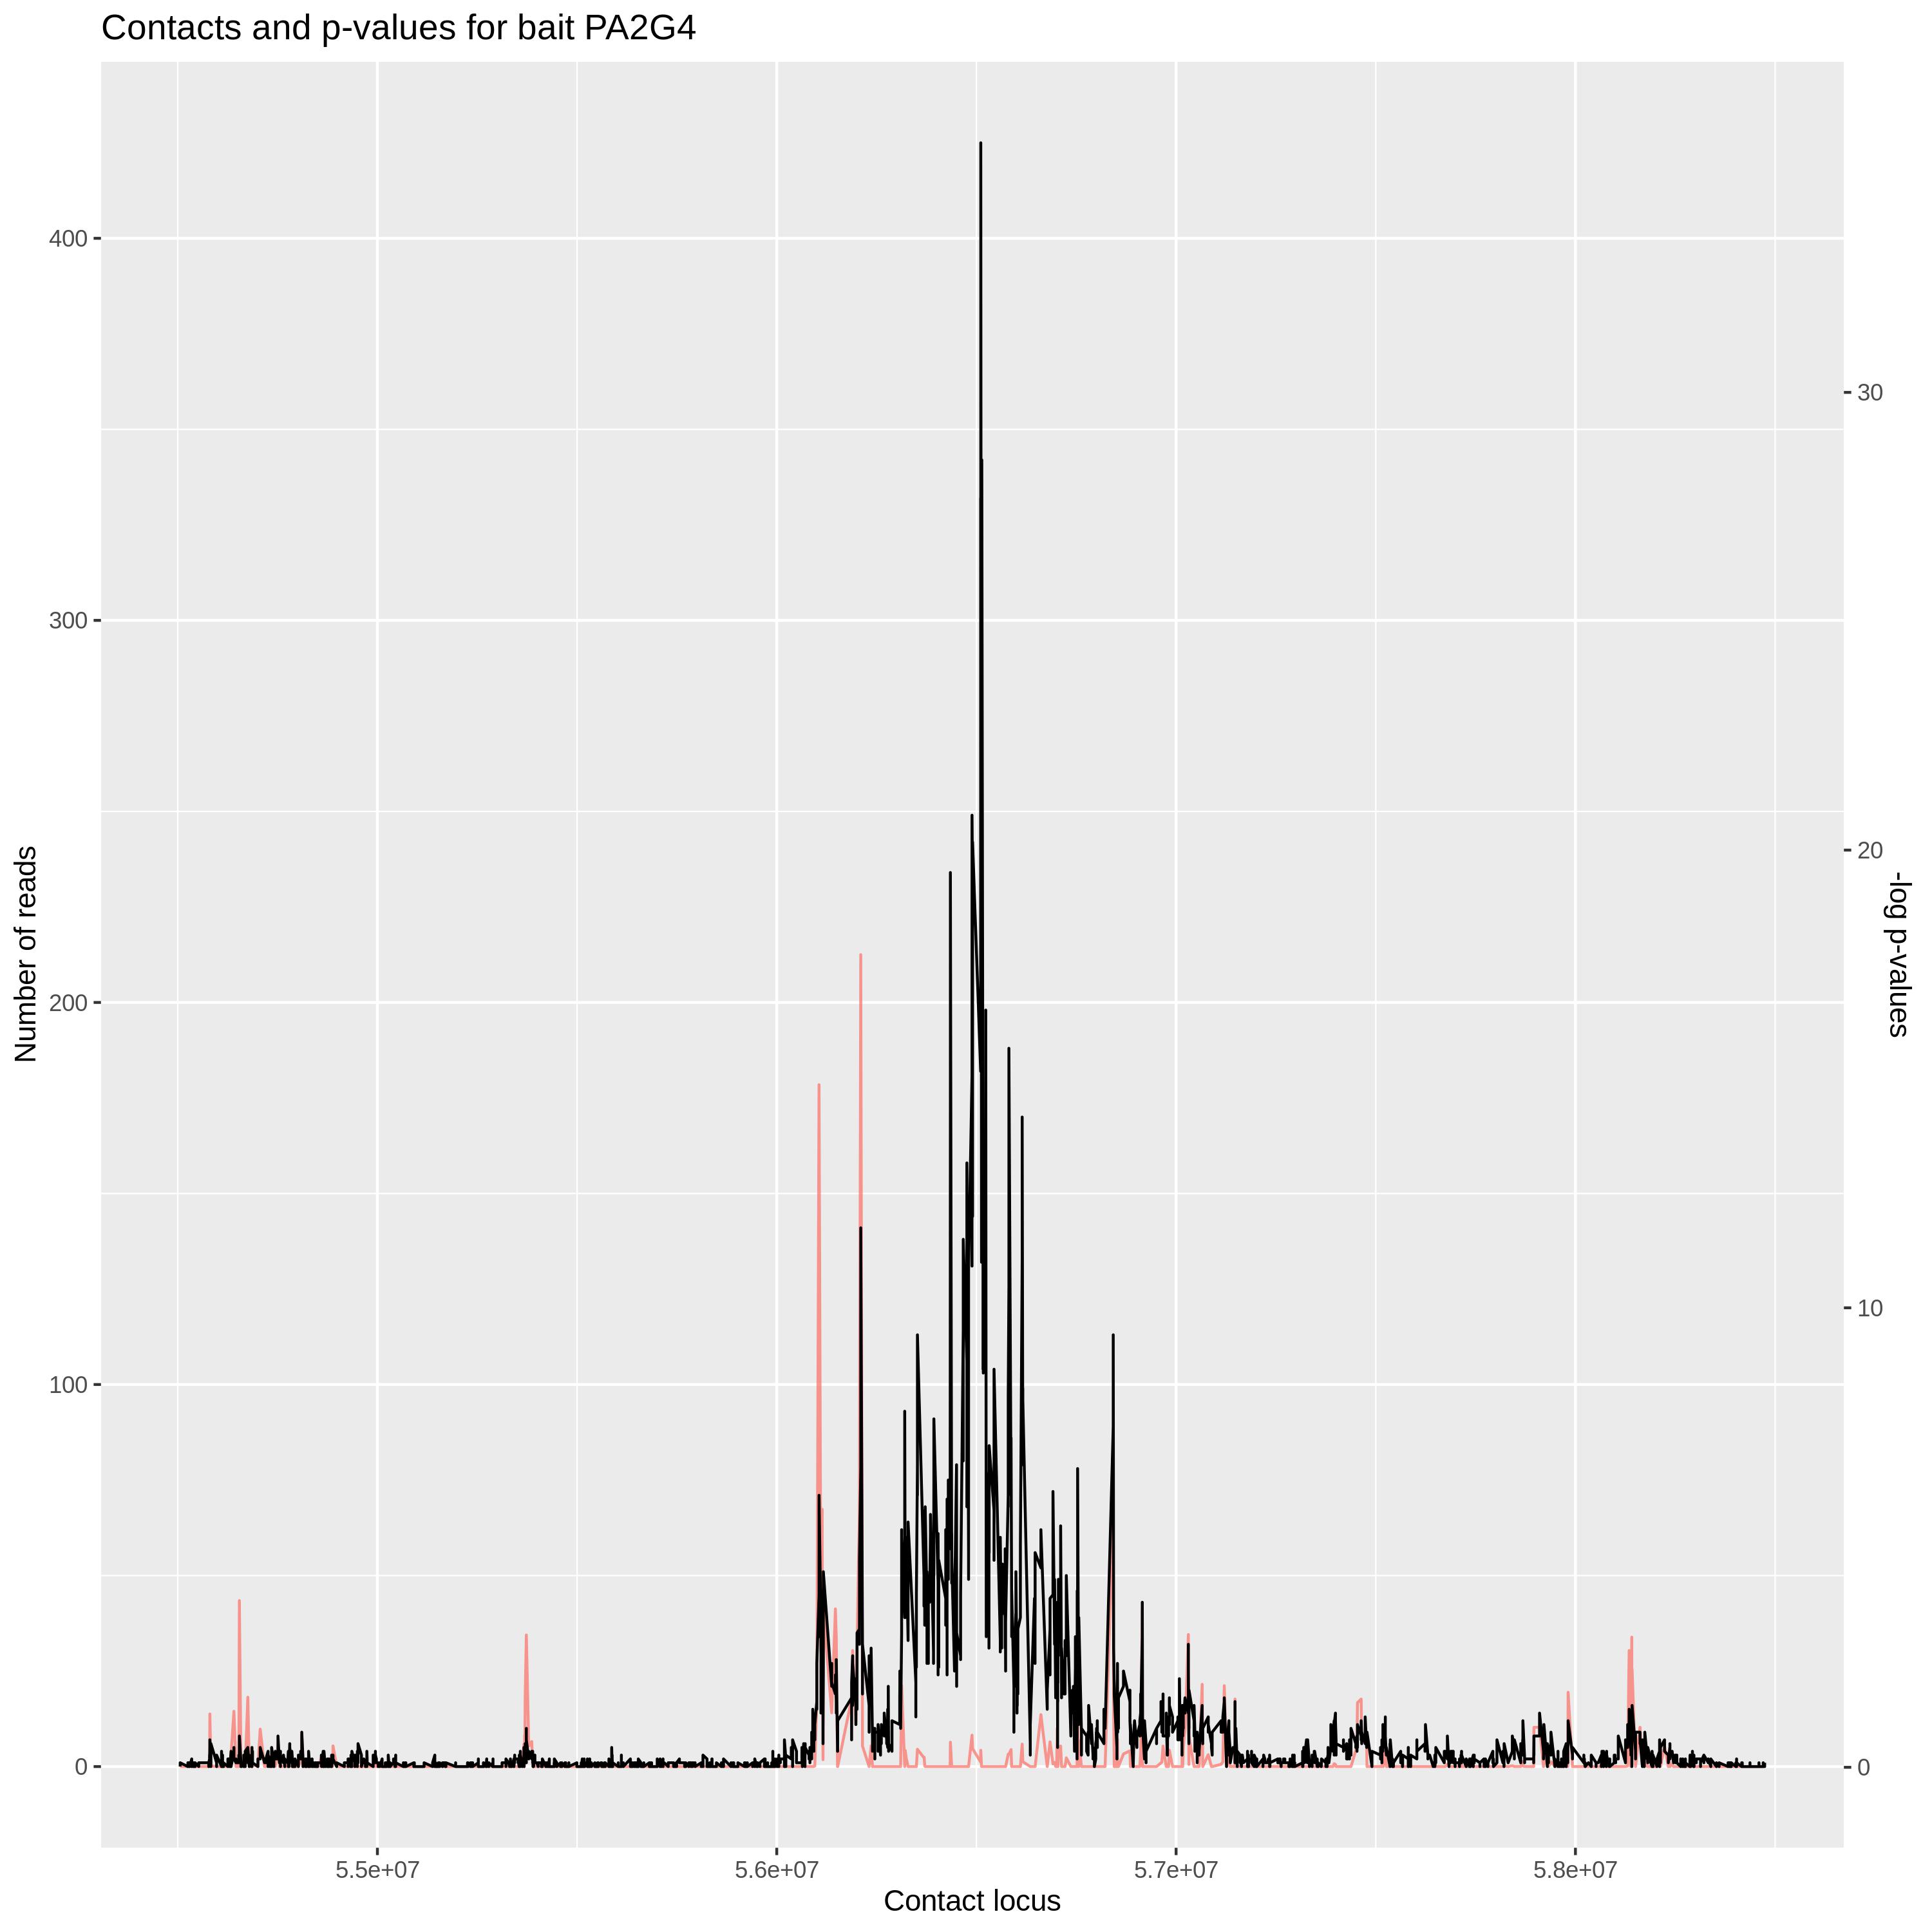 Contacts and p-values for bait PA2G4
400
300
200
100
0
Number of reads
30
20
10
0
-log p-values
5.5e+07
5.6e+07
5.7e+07
5.8e+07
Contact locus